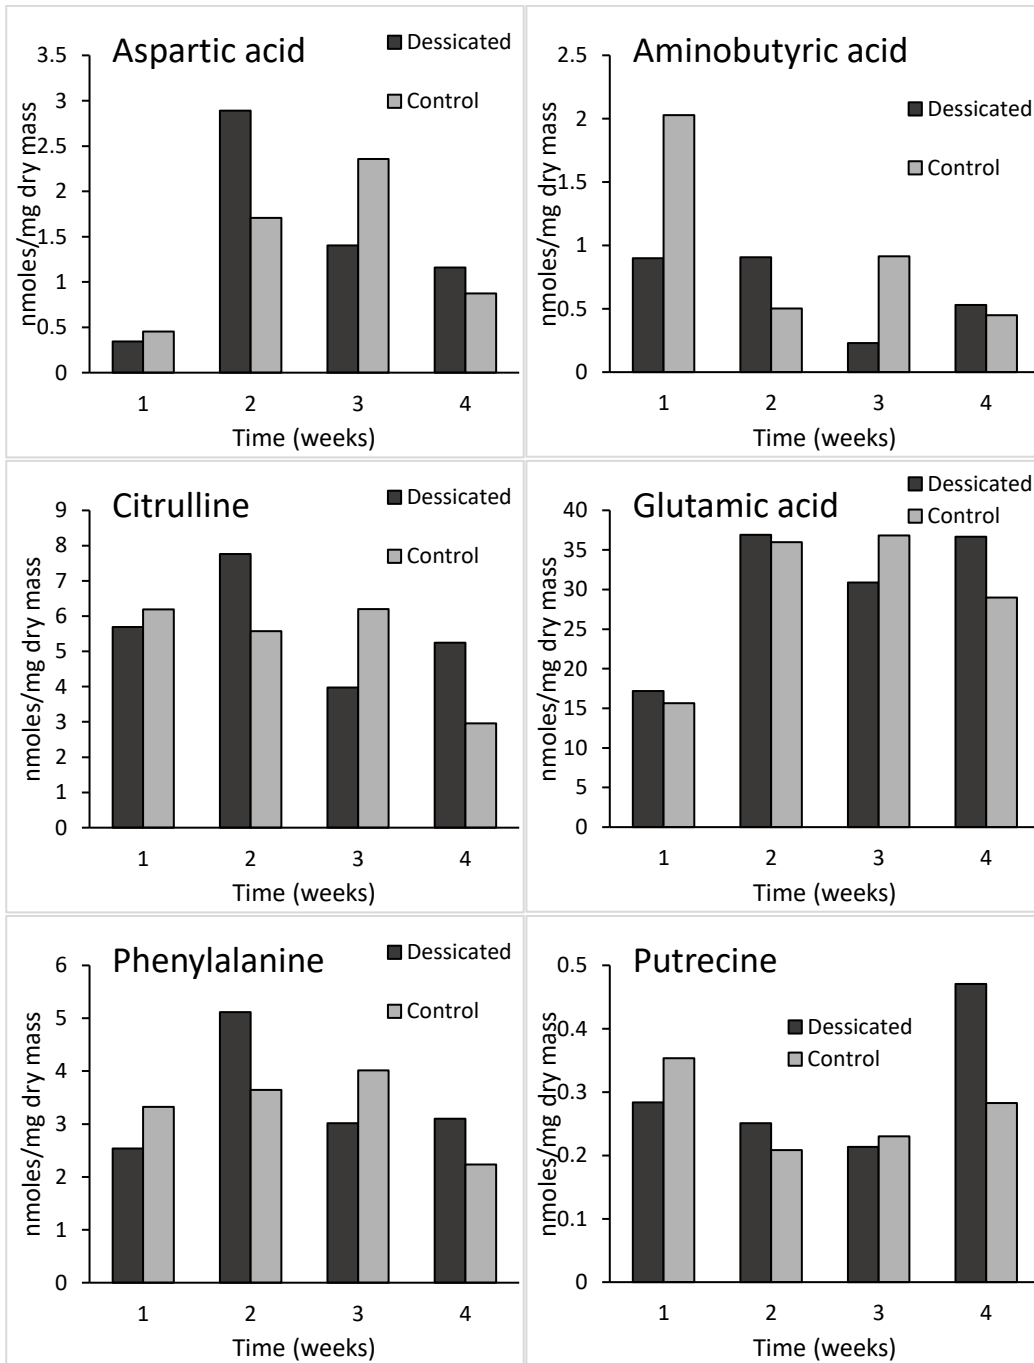 Aspartic acid
Dessicated
Control
nmoles/mg dry mass
3.5
3
2.5
2
1.5
1
0.5
0
1 2 3 4
Time (weeks)
Aminobutyric acid
Dessicated
Control
nmoles/mg dry mass
2.5
2
1.5
1
0.5
0
1 2 3 4
Time (weeks)
Citrulline
Dessicated
Control
nmoles/mg dry mass
9
8
7
6
5
4
3
2
1
0
1 2 3 4
Time (weeks)
Glutamic acid
Dessicated
Control
nmoles/mg dry mass
40
35
30
25
20
15
10
5
0
1 2 3 4
Time (weeks)
Phenylalanine
Dessicated
Control
nmoles/mg dry mass
6
5
4
3
2
1
0
1 2 3 4
Time (weeks)
Putrecine
Dessicated
Control
nmoles/mg dry mass
0.5
0.4
0.3
0.2
0.1
0
1 2 3 4
Time (weeks)